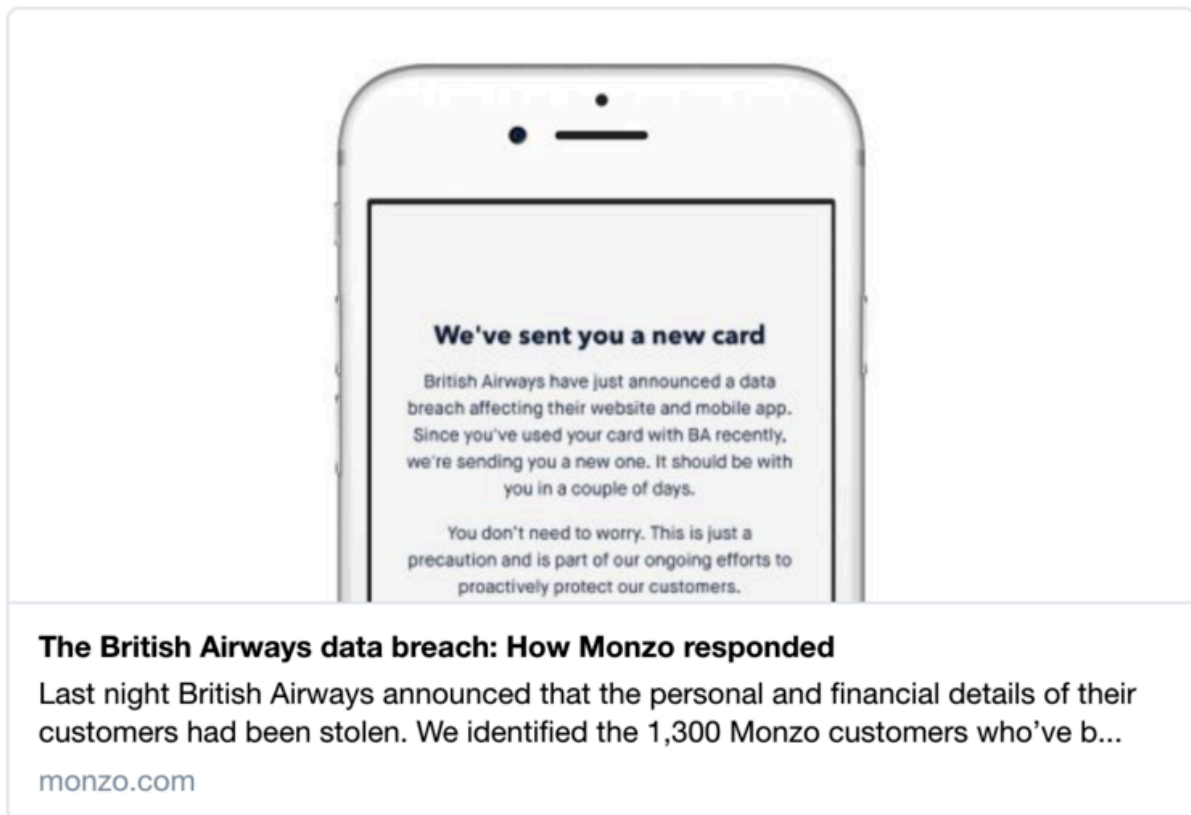 We've sent you a new card
British Airways have just announced a data
breach affecting their website and mobile app.
Since you've used your card with BA recently,
we're sending you a new one. It should be with
you in a couple of days.
You don't need to worry. This is just a
precaution and is part of our ongoing efforts to
proactively protect our customers.
The British Airways data breach: How Monzo responded
Last night British Airways announced that the personal and financial details of their
customers had been stolen. We identified the 1,300 Monzo customers who’ve b...
monzo.com